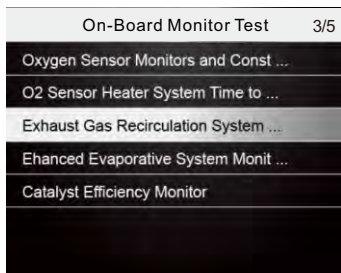 On-Board Monitor Test 3/5
Oxygen Sensor Monitors and Const ...
O2 Sensor Heater System Time to ...
Exhaust Gas Recirculation System ...
Ehanced Evaporative System Monit ...
Catalyst Efficiency Monitor